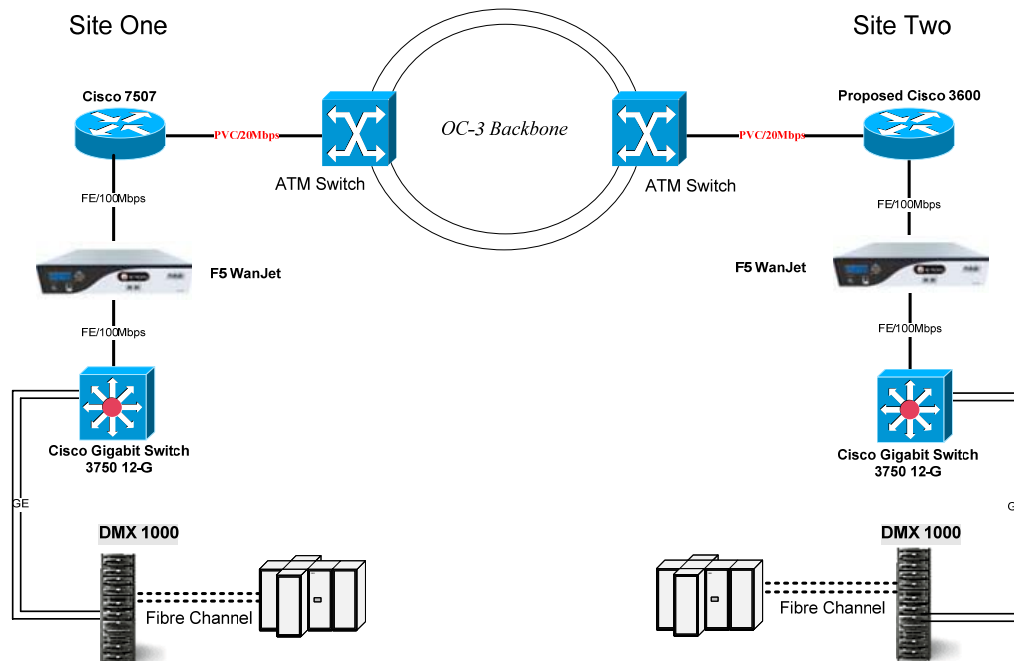 Site One
Site Two
Cisco 7507
Proposed Cisco 3600
PVC/20Mbps
OC-3 Backbone
PVC/20Mbps
ATM Switch
ATM Switch
FE/100Mbps
FE/100Mbps
F5 WanJet
F5 WanJet
FE/100Mbps
FE/100Mbps
Cisco Gigabit Switch
3750 12-G
Cisco Gigabit Switch
3750 12-G
GE
G
DMX 1000
DMX 1000
Fibre Channel
Fibre Channel